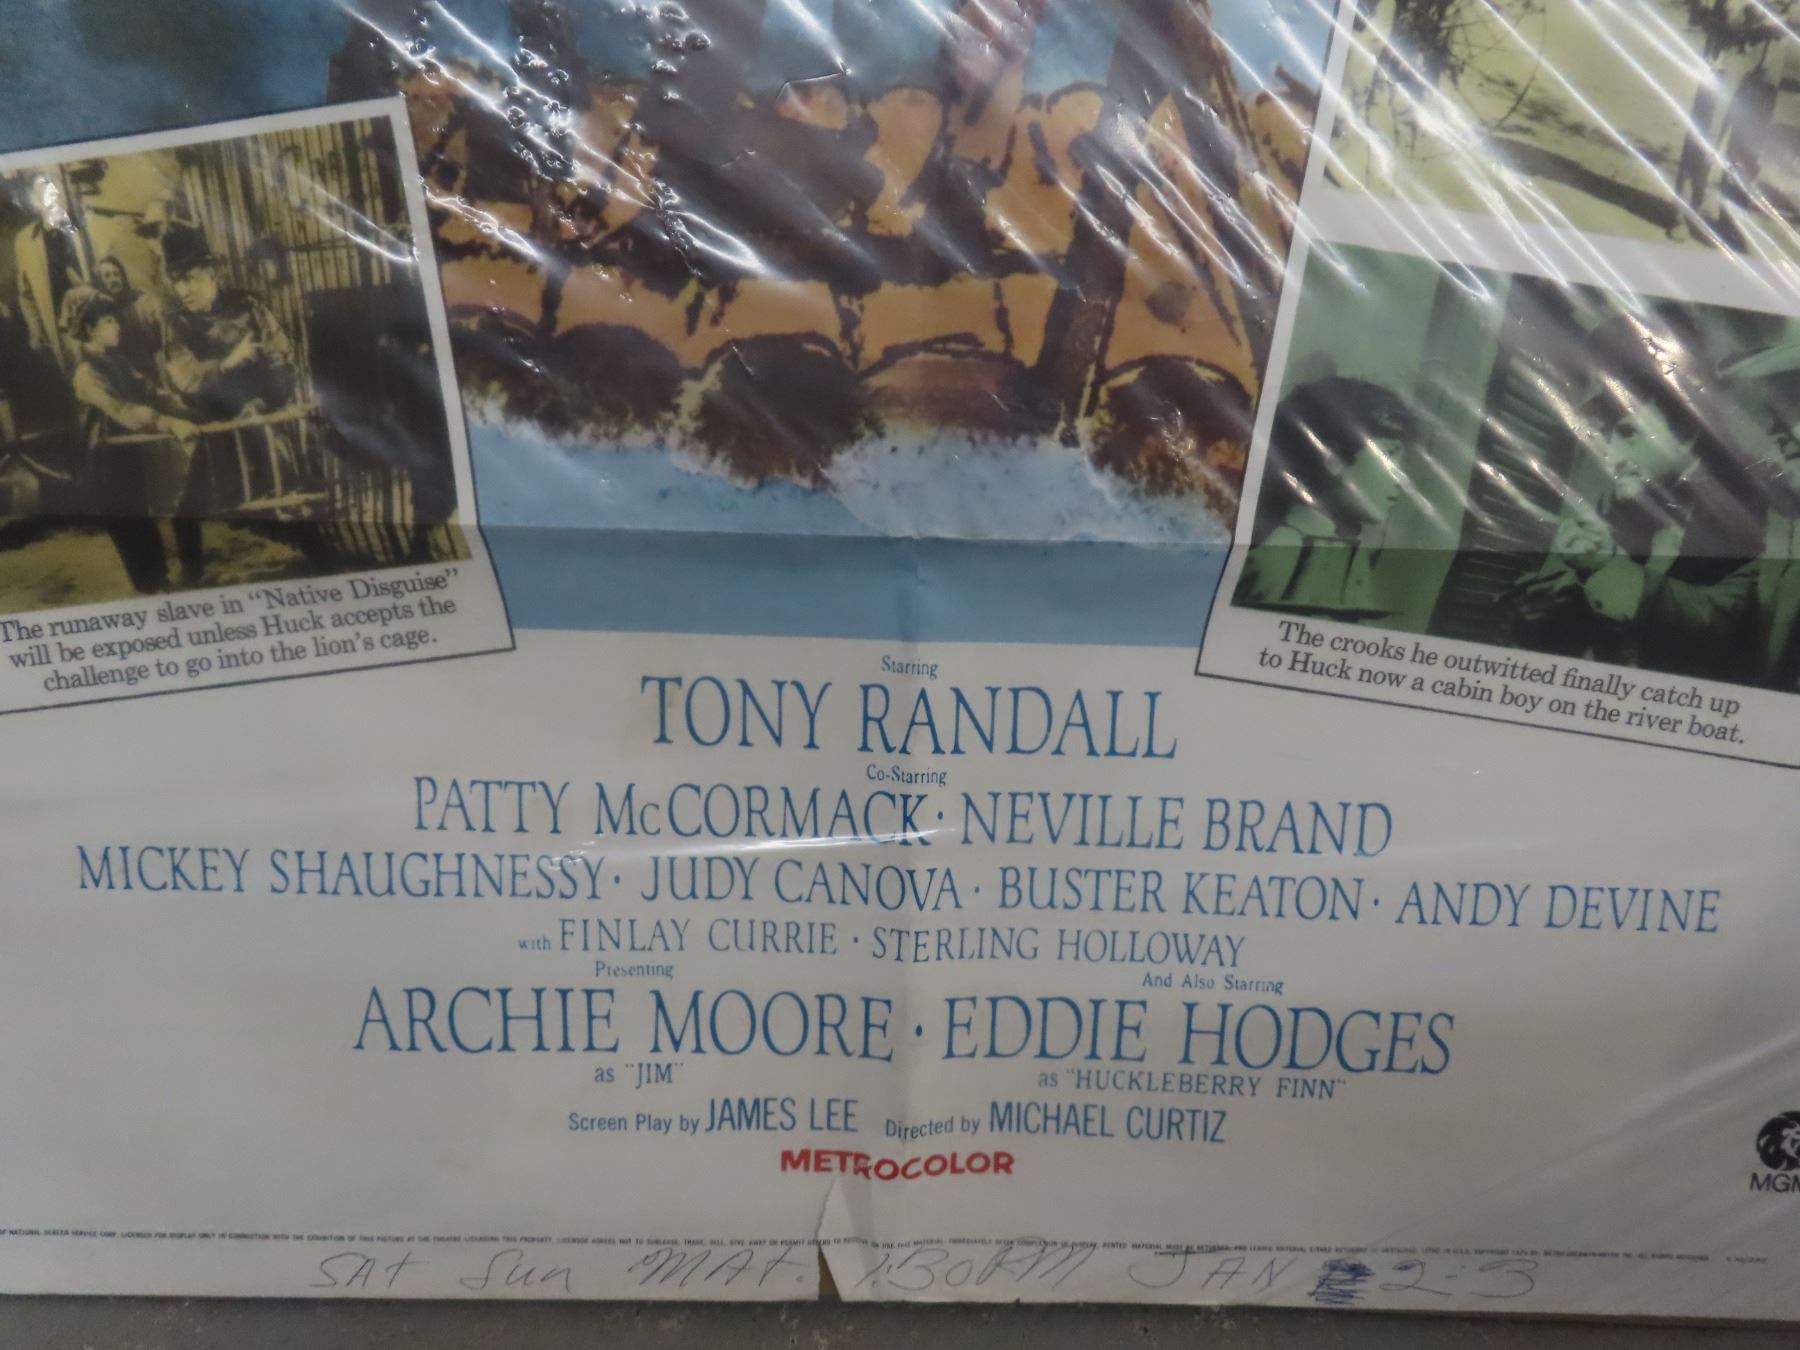 The runaway slave in "Native Disguise"
will be exposed unless Huck accepts the
challenge to go into the lion's cage.
The crooks he outwitted finally catch up
to Huck now a cabin boy on the river boat.
Starring
TONY RANDALL
Co-Starring
PATTY McCORMACK · NEVILLE BRAND
MICKEY SHAUGHNESSY · JUDY CANOVA · BUSTER KEATON · ANDY DEVINE
with FINLAY CURRIE · STERLING HOLLOWAY
Presenting And Also Starring
ARCHIE MOORE · EDDIE HODGES
as "JIM" as "HUCKLEBERRY FINN"
Screen Play by JAMES LEE Directed by MICHAEL CURTIZ
METROCOLOR
MGM
SAT Sun MAT. 1:30PM JAN 2-3